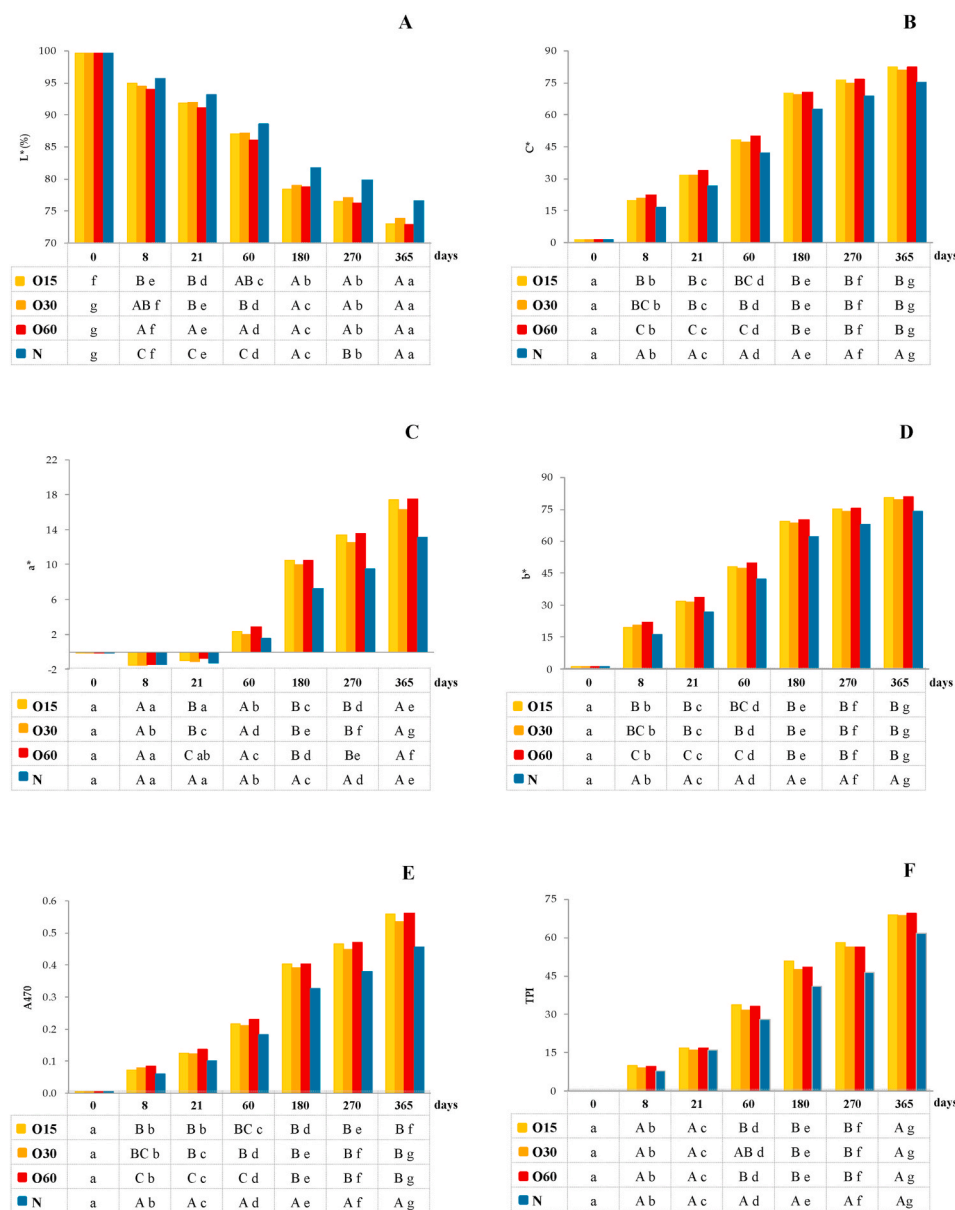 A
100
95
90
85
80
75
70
L* (%)
0 8 21 60 180 270 365 days
O15 f B e B d AB c A b A b A a
O30 g AB f B e B d A c A b A a
O60 g A f A e A d A c A b A a
N g C f C e C d A c B b A a
B
90
75
60
45
30
15
0
C*
0 8 21 60 180 270 365 days
O15 a B b B c BC d B e B f B g
O30 a BC b B c B d B e B f B g
O60 a C b C c C d B e B f B g
N a A b A c A d A e A f A g
C
22
18
14
10
6
2
-2
a*
0 8 21 60 180 270 365 days
O15 a A a B a A b B c B d A e
O30 a A b B c A d B e B f A g
O60 a A a C ab A c B d Be A f
N a A a A a A b A c A d A e
D
90
75
60
45
30
15
0
b*
0 8 21 60 180 270 365 days
O15 a B b B c BC d B e B f B g
O30 a BC b B c B d B e B f B g
O60 a C b C c C d B e B f B g
N a A b A c A d A e A f A g
E
0.6
0.5
0.4
0.3
0.2
0.1
0.0
A470
0 8 21 60 180 270 365 days
O15 a B b B b BC c B d B e B f
O30 a BC b B c B d B e B f B g
O60 a C b C c C d B e B f B g
N a A b A c A d A e A f A g
F
75
60
45
30
15
0
TPI
0 8 21 60 180 270 365 days
O15 a A b A c B d B e B f A g
O30 a A b A c AB d B e B f A g
O60 a A b A c B d B e B f A g
N a A b A c A d A e A f Ag